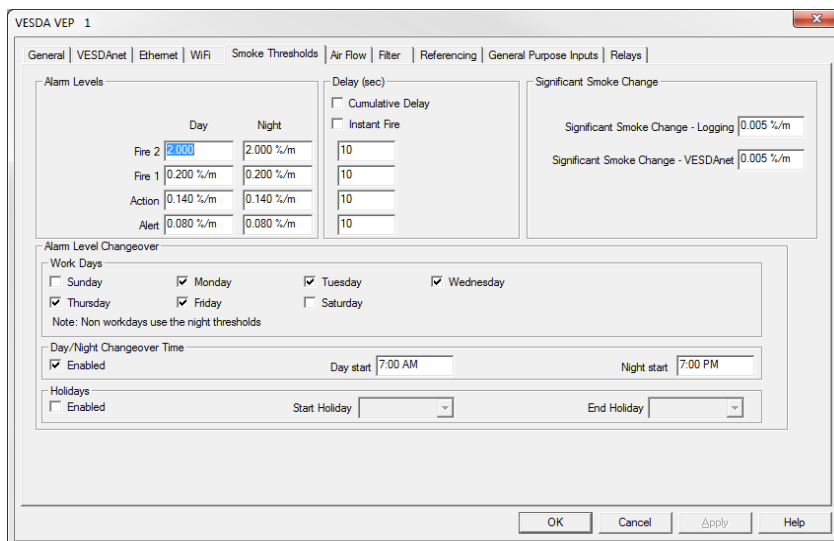 VESDA VEP 1
General VESDAnet Ethernet WiFi Smoke Thresholds Air Flow Filter Referencing General Purpose Inputs Relays
Alarm Levels
Day Night
Fire 2 2.000 2.000 %/m
Fire 1 0.200 %/m 0.200 %/m
Action 0.140 %/m 0.140 %/m
Alert 0.080 %/m 0.080 %/m
Delay (sec)
Cumulative Delay
Instant Fire
10
10
10
10
Significant Smoke Change
Significant Smoke Change - Logging 0.005 %/m
Significant Smoke Change - VESDAnet 0.005 %/m
Alarm Level Changeover
Work Days
Sunday Monday Tuesday Wednesday
Thursday Friday Saturday
Note: Non workdays use the night thresholds
Day/Night Changeover Time
Enabled Day start 7:00 AM Night start 7:00 PM
Holidays
Enabled Start Holiday End Holiday
OK Cancel Apply Help